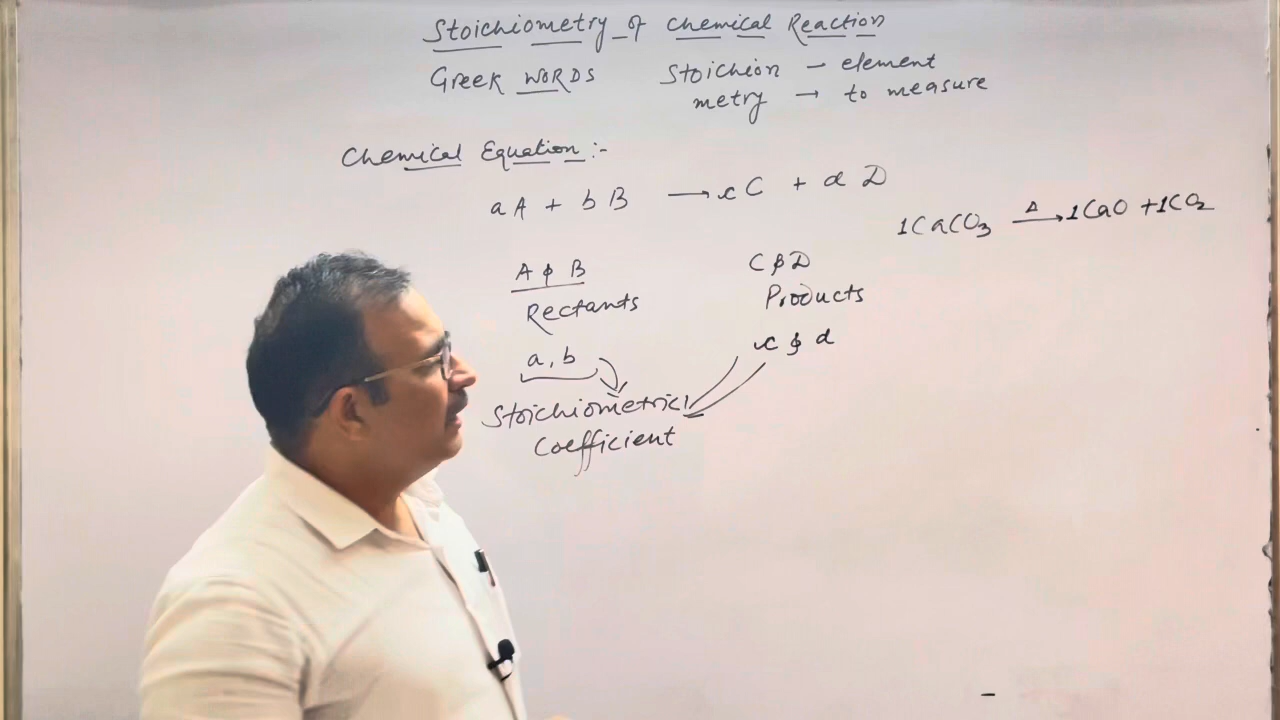 Stoichiometry of Chemical Reaction
Greek WORDS Stoichion – element
metry → to measure
Chemical Equation :-
aA + bB → cC + dD
1CaCO3 Δ→ 1CaO + 1CO2
A & B C & D
Rectants Products
a, b c & d
Stoichiometric
Coefficient